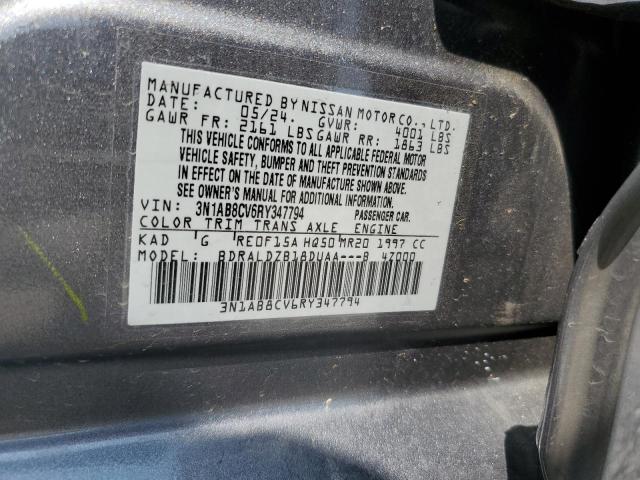 MANUFACTURED BY NISSAN MOTOR CO., LTD.
DATE: 05/24. GVWR: 4001 LBS
GAWR FR: 2161 LBS GAWR RR: 1863 LBS
THIS VEHICLE CONFORMS TO ALL APPLICABLE FEDERAL MOTOR
VEHICLE SAFETY, BUMPER AND THEFT PREVENTION STANDARDS
IN EFFECT ON THE DATE OF MANUFACTURE SHOWN ABOVE.
SEE OWNER'S MANUAL FOR ADDITIONAL INFORMATION.
VIN: 3N1AB8CV6RY347794 PASSENGER CAR.
COLOR TRIM TRANS AXLE ENGINE
KAD G RE0F15A HQ50 MR20 1997 CC
MODEL: BDRALDZB18DUAA---B 4Z000
3N1AB8CV6RY347794